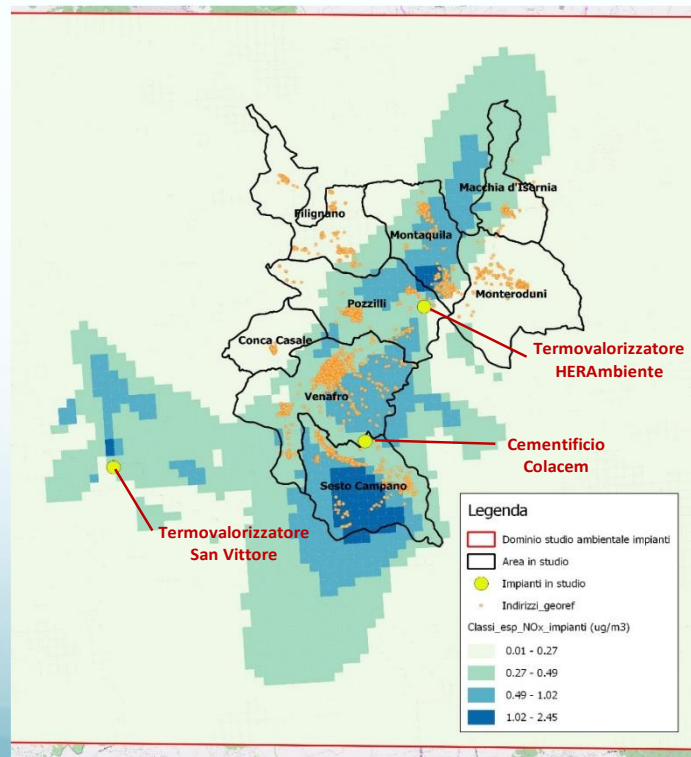 Macchia d'Isernia
Filignano
Montaquila
Monteroduni
Pozzilli
Conca Casale
Termovalorizzatore
HERAmbiente
Venafro
Cementificio
Colacem
Sesto Campano
Termovalorizzatore
San Vittore
Legenda
Dominio studio ambientale impianti
Area in studio
Impianti in studio
Indirizzi_georef
Classi_esp_NOx_impianti (ug/m3)
0.01 - 0.27
0.27 - 0.49
0.49 - 1.02
1.02 - 2.45